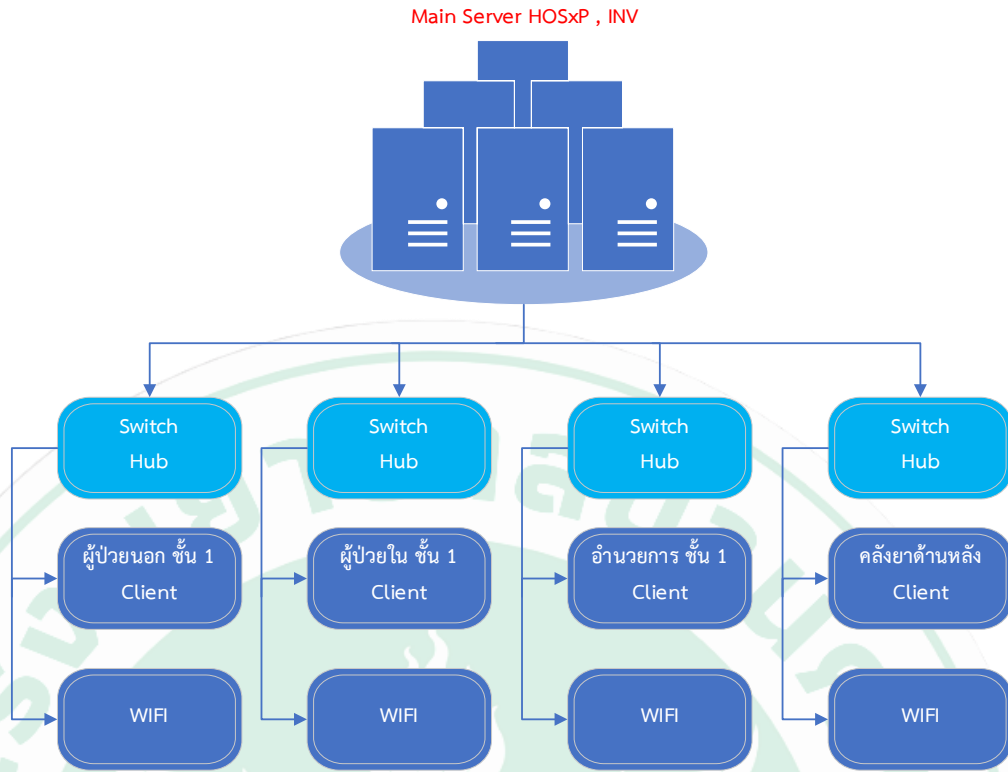 Main Server HOSxP , INV
Switch
Hub
Switch
Hub
Switch
Hub
Switch
Hub
ผู้ป่วยนอก ชั้น 1
Client
ผู้ป่วยใน ชั้น 1
Client
อำนวยการ ชั้น 1
Client
คลังยาด้านหลัง
Client
WIFI
WIFI
WIFI
WIFI